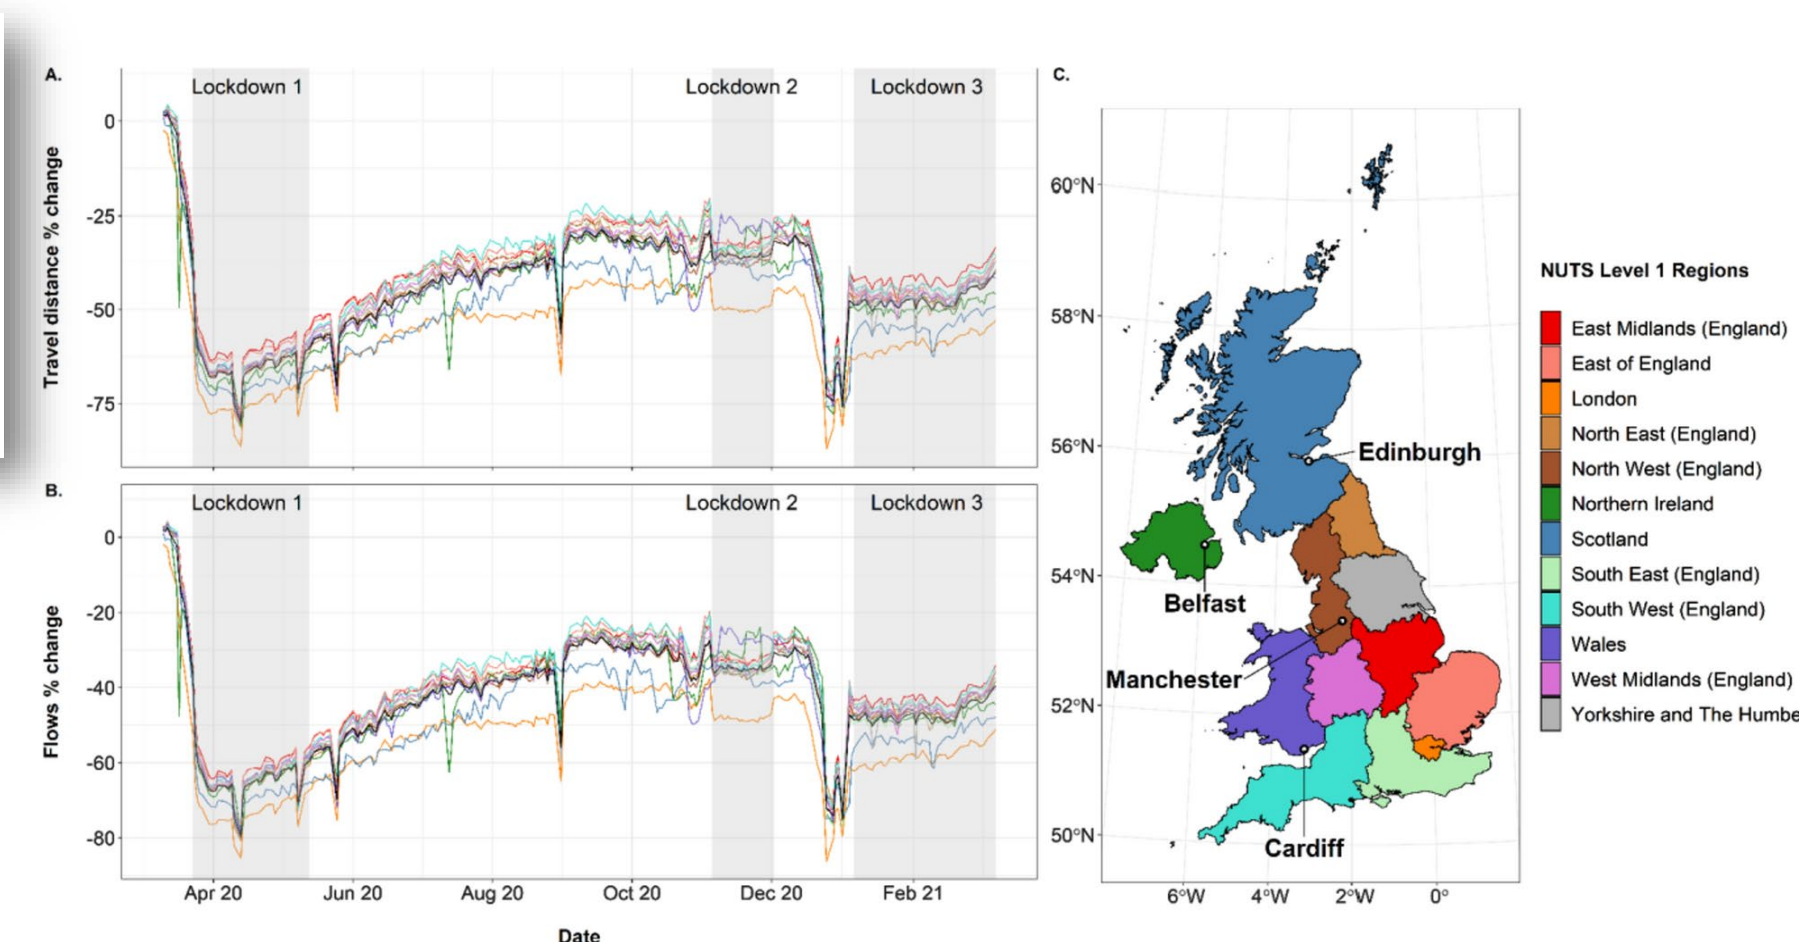 A.
Lockdown 1
Lockdown 2
Lockdown 3
Travel distance % change
0
-25
-50
-75
B.
Lockdown 1
Lockdown 2
Lockdown 3
Flows % change
0
-20
-40
-60
-80
Apr 20
Jun 20
Aug 20
Oct 20
Dec 20
Feb 21
Date
C.
60°N
58°N
56°N
54°N
52°N
50°N
Edinburgh
Belfast
Manchester
Cardiff
6°W
4°W
2°W
0°
NUTS Level 1 Regions
East Midlands (England)
East of England
London
North East (England)
North West (England)
Northern Ireland
Scotland
South East (England)
South West (England)
Wales
West Midlands (England)
Yorkshire and The Humbe